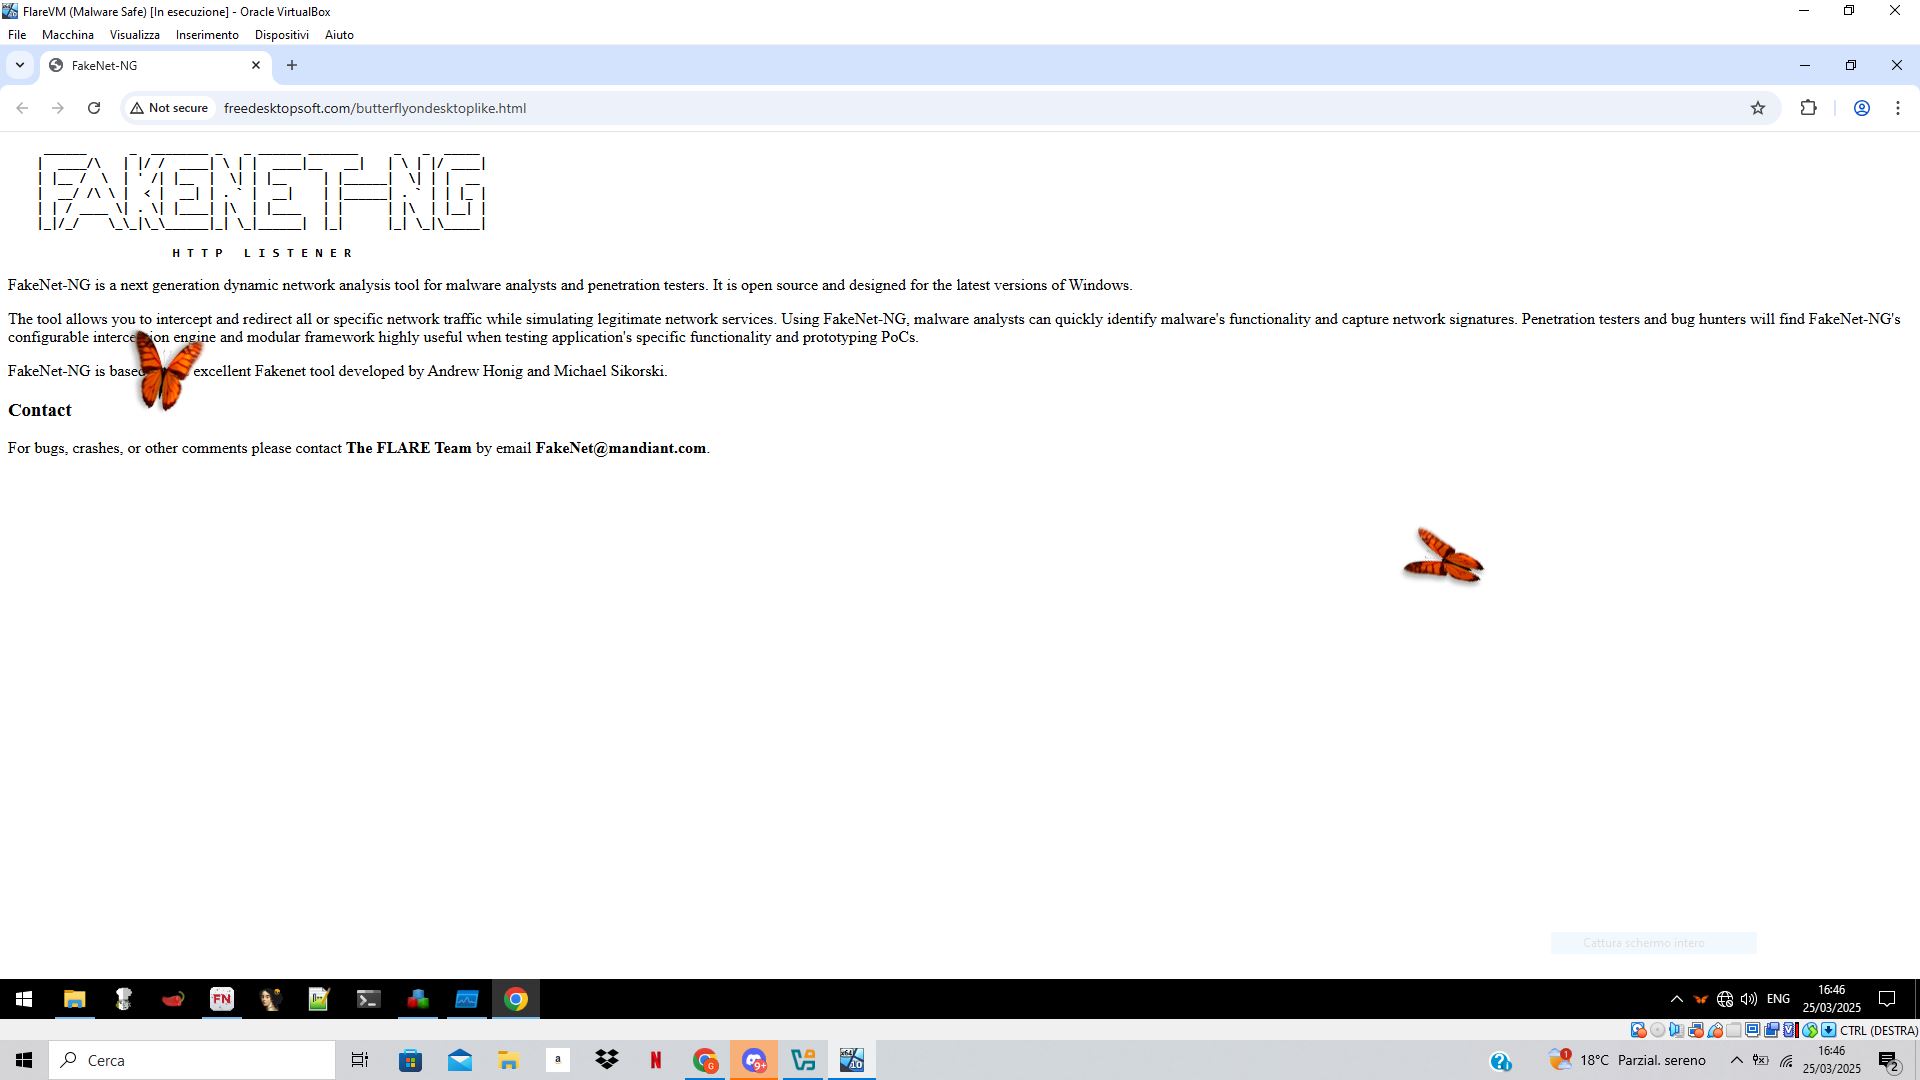 FlareVM (Malware Safe) [In esecuzione] - Oracle VirtualBox
File Macchina Visualizza Inserimento Dispositivi Aiuto
FakeNet-NG
Not secure freedesktopsoft.com/butterflyondesktoplike.html
FAKENET-NG
HTTP LISTENER
FakeNet-NG is a next generation dynamic network analysis tool for malware analysts and penetration testers. It is open source and designed for the latest versions of Windows.
The tool allows you to intercept and redirect all or specific network traffic while simulating legitimate network services. Using FakeNet-NG, malware analysts can quickly identify malware's functionality and capture network signatures. Penetration testers and bug hunters will find FakeNet-NG's
configurable interception engine and modular framework highly useful when testing application's specific functionality and prototyping PoCs.
FakeNet-NG is based excellent Fakenet tool developed by Andrew Honig and Michael Sikorski.
Contact
For bugs, crashes, or other comments please contact The FLARE Team by email FakeNet@mandiant.com.
Cattura schermo intero
FN
ENG
16:46
25/03/2025
CTRL (DESTRA)
Cerca
a
N
G
9+
x64
10
1
18°C Parzial. sereno
16:46
25/03/2025
2